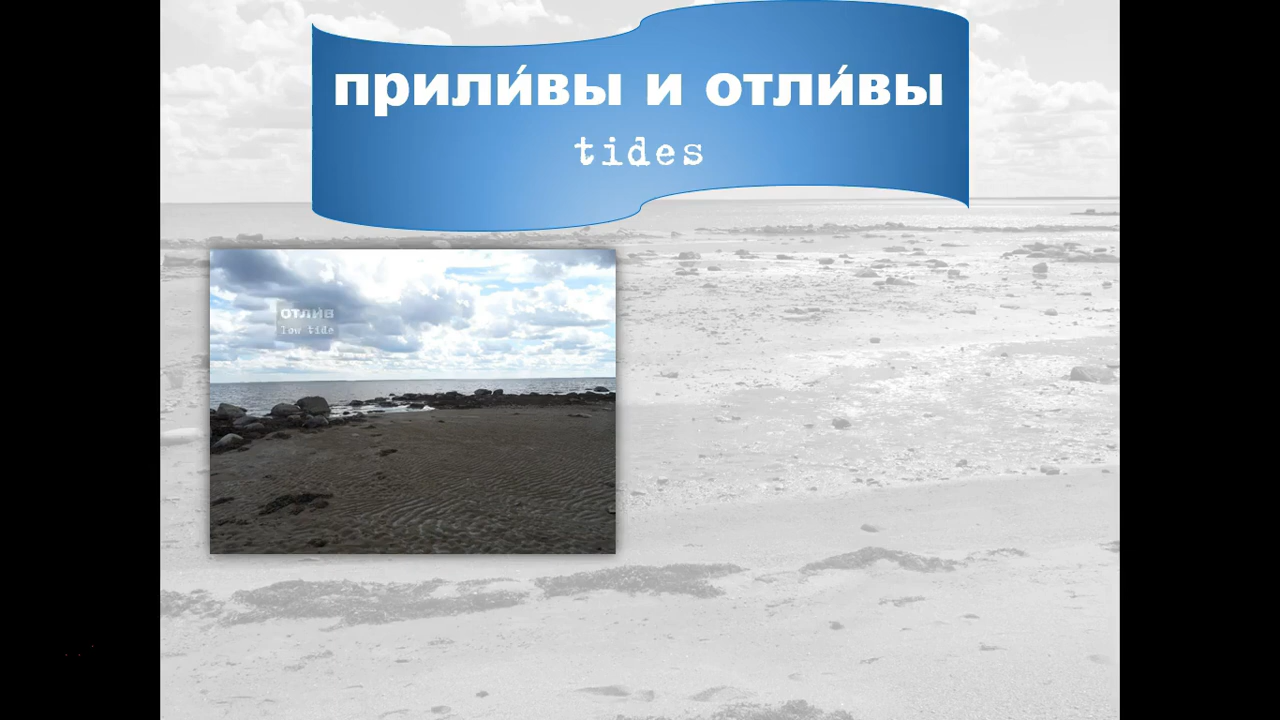 прили́вы и отли́вы
tides
отлив
low tide